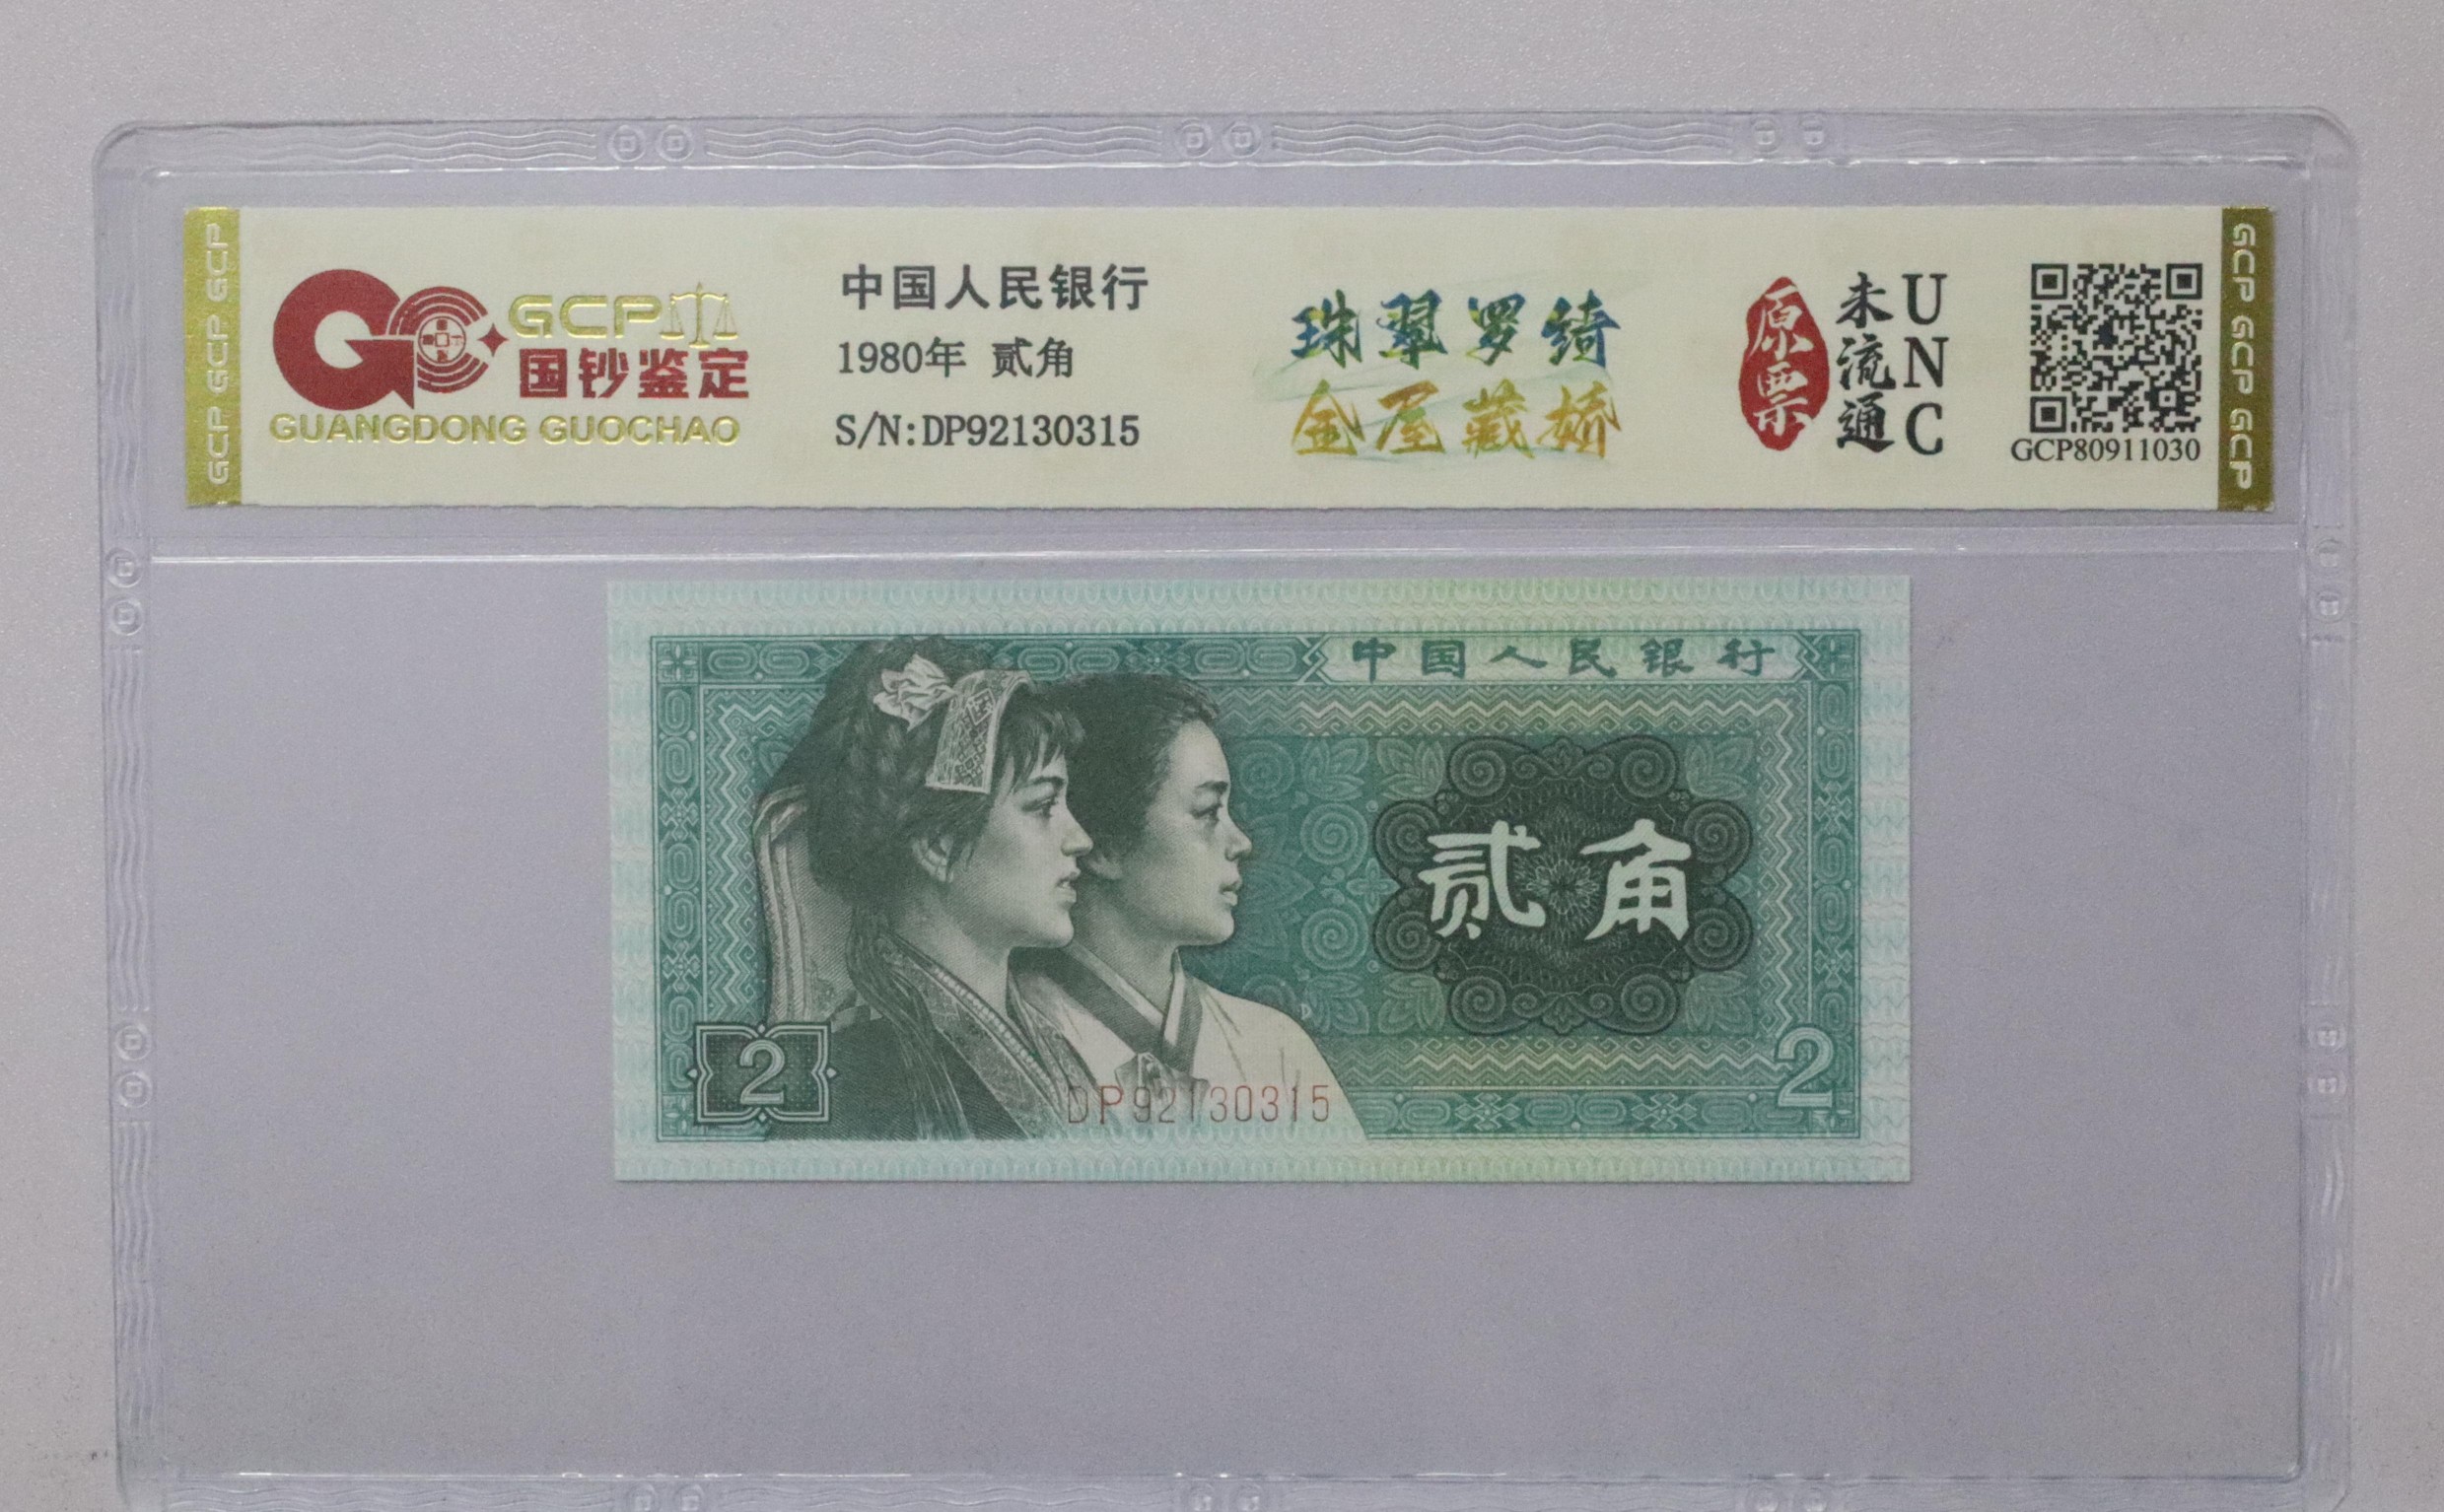 GCP GCP GCP
GCP
国钞鉴定
GUANGDONG GUOCHAO
中国人民银行
1980年 贰角
S/N:DP92130315
珠翠罗绮
金屋藏娇
原票
未流通
UNC
GCP80911030
GCP GCP GCP
中国人民银行
贰角
2
2
DP92130315